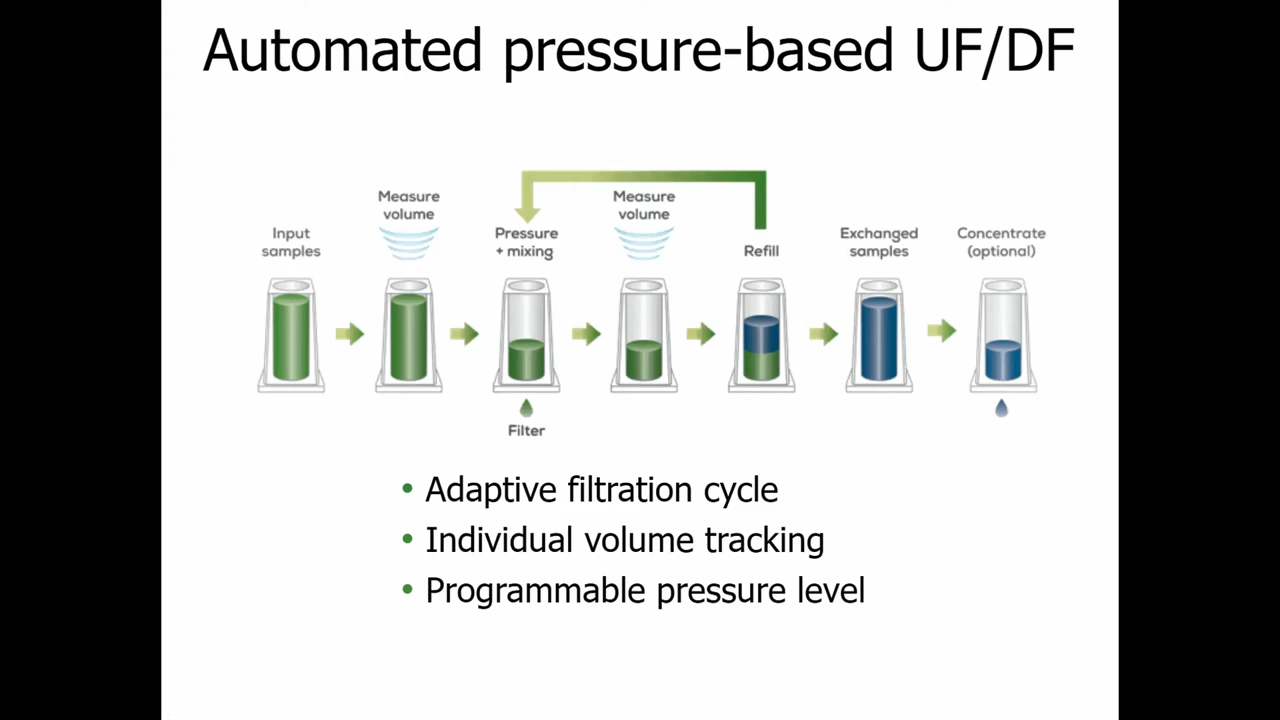 Automated pressure-based UF/DF
Measure
volume
Measure
volume
Input
samples
Pressure
+ mixing
Refill
Exchanged
samples
Concentrate
(optional)
Filter
• Adaptive filtration cycle
• Individual volume tracking
• Programmable pressure level